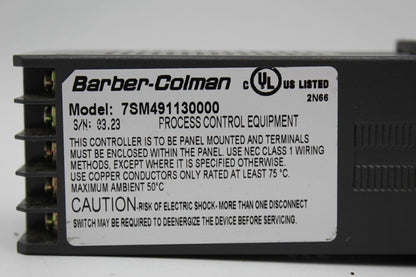 Barber-Colman
C UL US LISTED
2N66
Model: 7SM491130000
S/N: 03.23 PROCESS CONTROL EQUIPMENT
THIS CONTROLLER IS TO BE PANEL MOUNTED AND TERMINALS
MUST BE ENCLOSED WITHIN THE PANEL. USE NEC CLASS 1 WIRING
METHODS, EXCEPT WHERE IT IS TERMINATED.
USE COPPER CONDUCTORS ONLY RATED AT LEAST 75 °C.
MAXIMUM AMBIENT 50°C
CAUTION-RISK OF ELECTRIC SHOCK- MORE THAN ONE DISCONNECT
SWITCH MAY BE REQUIRED TO DEENERGIZE THE DEVICE BEFORE SERVICING.